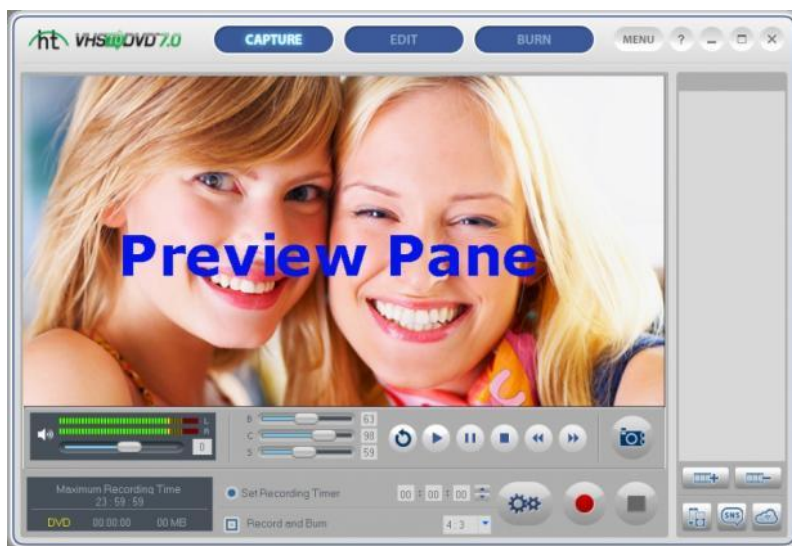 ht VHS to DVD 7.0
CAPTURE
EDIT
BURN
MENU
?
Preview Pane
L
R
0
B 63
C 98
S 59
Maximum Recording Time
23 : 59 : 59
DVD 00:00:00 00 MB
Set Recording Timer 00 : 00 : 00
Record and Burn 4 : 3
SNS